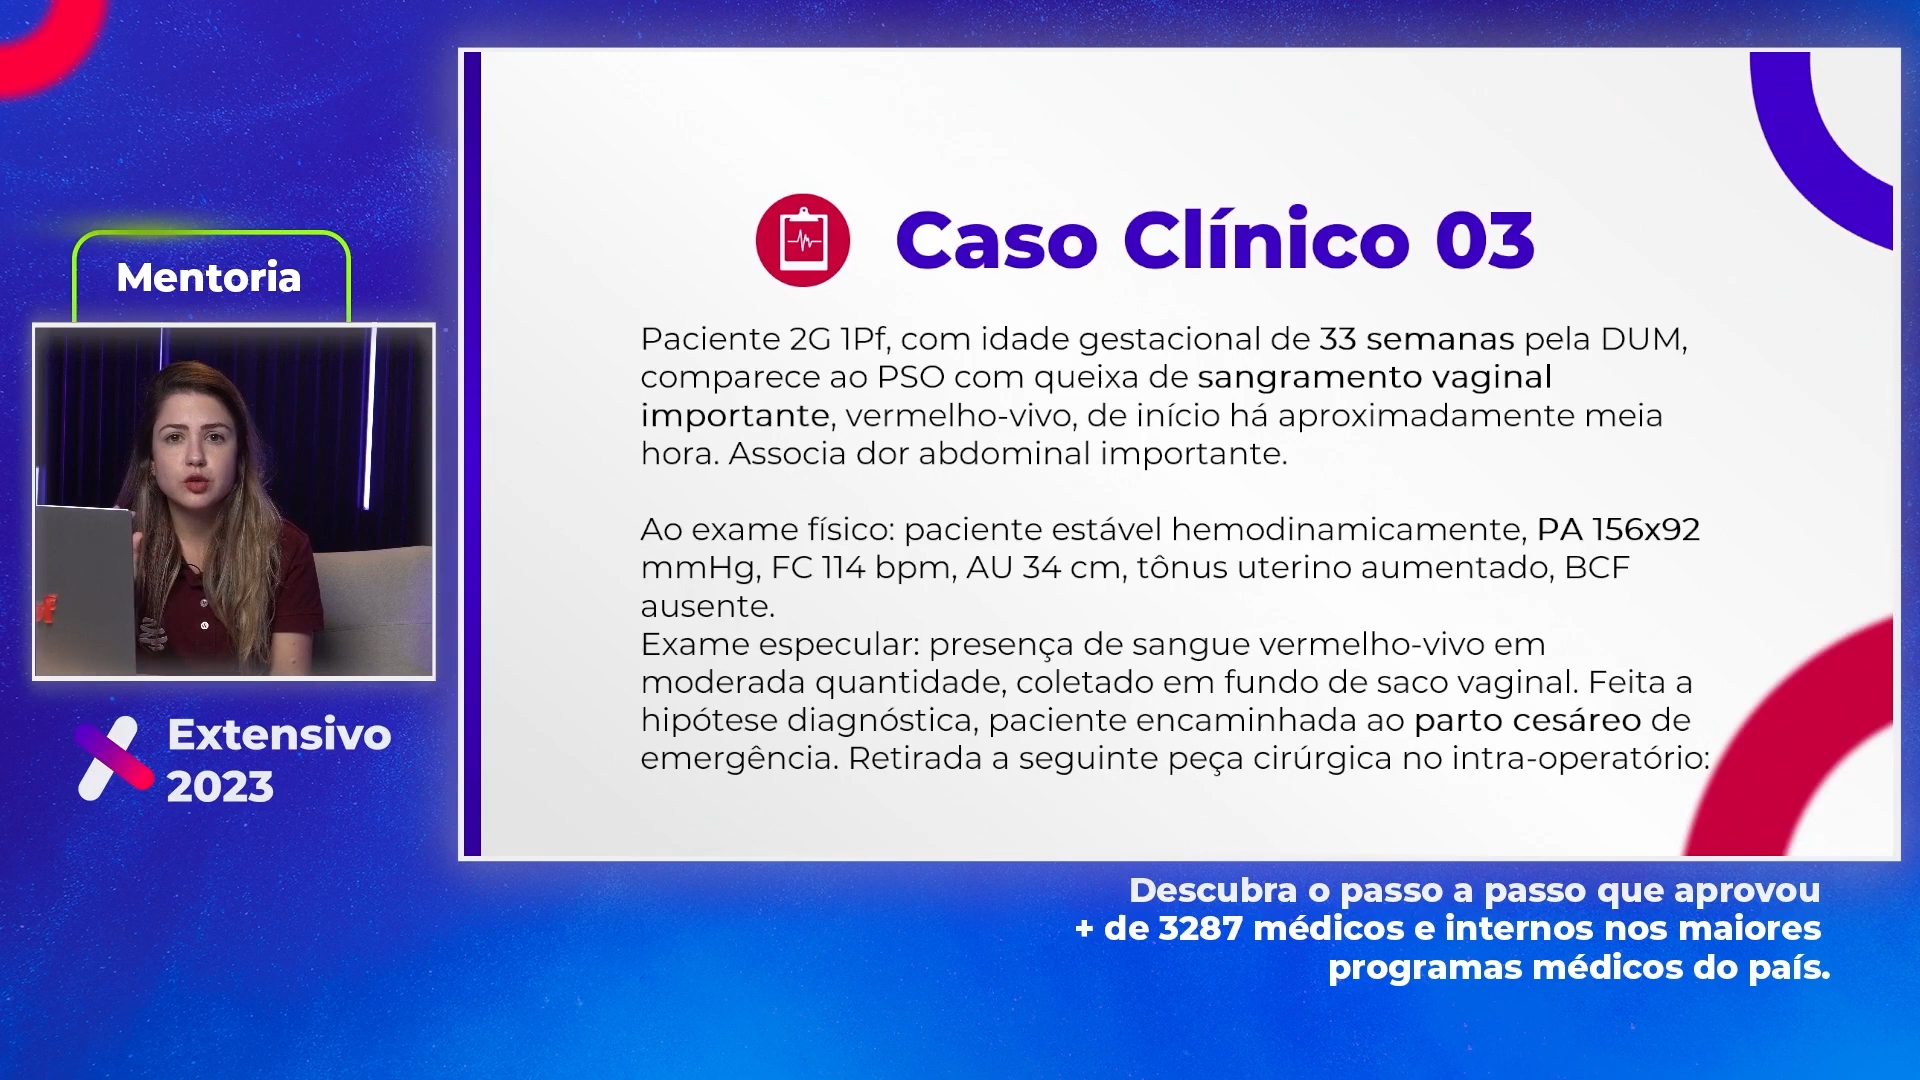 Mentoria
Extensivo
2023
Caso Clínico 03
Paciente 2G 1Pf, com idade gestacional de 33 semanas pela DUM,
comparece ao PSO com queixa de sangramento vaginal
importante, vermelho-vivo, de início há aproximadamente meia
hora. Associa dor abdominal importante.
Ao exame físico: paciente estável hemodinamicamente, PA 156x92
mmHg, FC 114 bpm, AU 34 cm, tônus uterino aumentado, BCF
ausente.
Exame especular: presença de sangue vermelho-vivo em
moderada quantidade, coletado em fundo de saco vaginal. Feita a
hipótese diagnóstica, paciente encaminhada ao parto cesáreo de
emergência. Retirada a seguinte peça cirúrgica no intra-operatório:
Descubra o passo a passo que aprovou
+ de 3287 médicos e internos nos maiores
programas médicos do país.